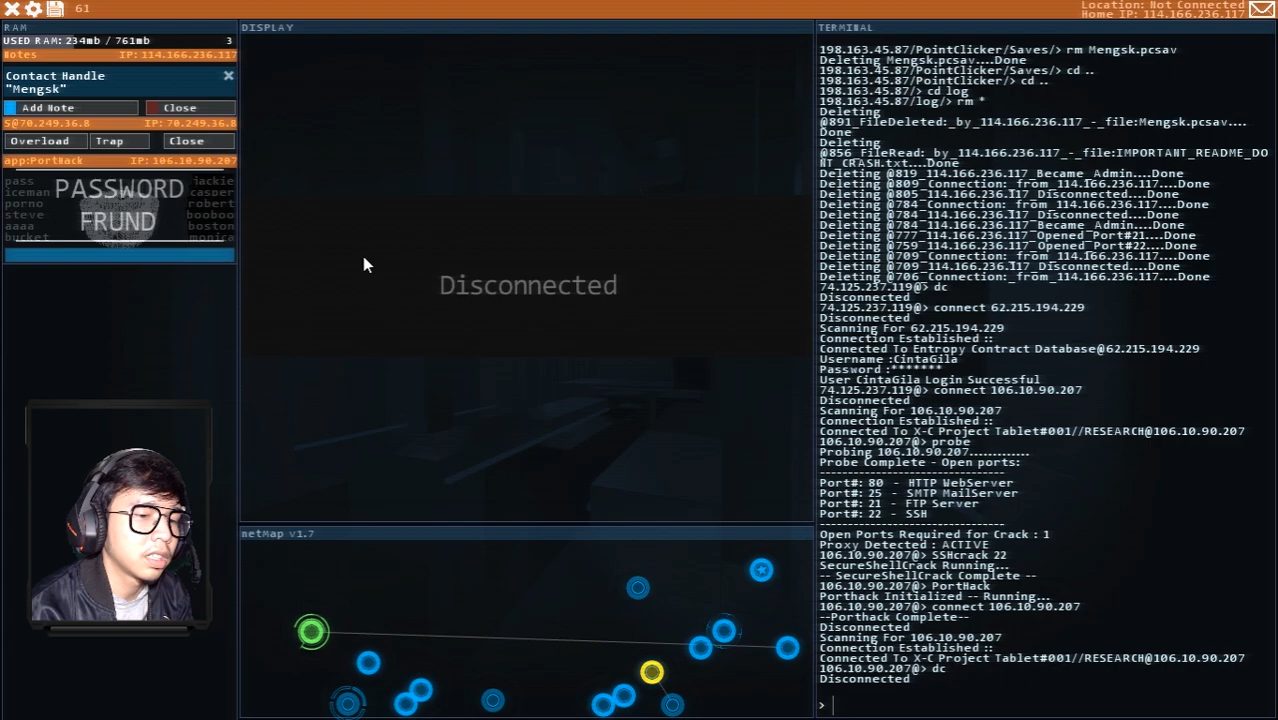 61
Location: Not Connected
Home IP: 114.166.236.117
RAM
USED RAM: 234mb / 761mb 3
Notes IP: 114.166.236.117
Contact Handle
"Mengsk"
Add Note Close
S@70.249.36.8 IP: 70.249.36.8
Overload Trap Close
app:PortHack IP: 106.10.90.207
pass jackie
iceman casper
porno robert
steve booboo
aaaa boston
bucket monica
PASSWORD
FRUND
DISPLAY
Disconnected
netMap v1.7
TERMINAL
198.163.45.87/PointClicker/Saves/> rm Mengsk.pcsav
Deleting Mengsk.pcsav....Done
198.163.45.87/PointClicker/Saves/> cd ..
198.163.45.87/PointClicker/> cd ..
198.163.45.87/> cd log
198.163.45.87/log/> rm *
Deleting
@891_FileDeleted:_by_114.166.236.117_-_file:Mengsk.pcsav....
Done
Deleting
@856_FileRead:_by_114.166.236.117_-_file:IMPORTANT_README_DO
NT_CRASH.txt....Done
Deleting @819_114.166.236.117_Became_Admin....Done
Deleting @809_Connection:_from_114.166.236.117....Done
Deleting @805_114.166.236.117_Disconnected....Done
Deleting @784_Connection:_from_114.166.236.117....Done
Deleting @784_114.166.236.117_Disconnected....Done
Deleting @784_114.166.236.117_Became_Admin....Done
Deleting @777_114.166.236.117_Opened_Port#21....Done
Deleting @759_114.166.236.117_Opened_Port#22....Done
Deleting @709_Connection:_from_114.166.236.117....Done
Deleting @709_114.166.236.117_Disconnected....Done
Deleting @706_Connection:_from_114.166.236.117....Done
74.125.237.119@> dc
Disconnected
74.125.237.119@> connect 62.215.194.229
Disconnected
Scanning For 62.215.194.229
Connection Established ::
Connected To Entropy Contract Database@62.215.194.229
Username :CintaGila
Password :*******
User CintaGila Login Successful
74.125.237.119@> connect 106.10.90.207
Disconnected
Scanning For 106.10.90.207
Connection Established ::
Connected To X-C Project Tablet#001//RESEARCH@106.10.90.207
106.10.90.207@> probe
Probing 106.10.90.207.............
Probe Complete - Open ports:
---------------------------------
Port#: 80 - HTTP WebServer
Port#: 25 - SMTP MailServer
Port#: 21 - FTP Server
Port#: 22 - SSH
---------------------------------
Open Ports Required for Crack : 1
Proxy Detected : ACTIVE
106.10.90.207@> SSHcrack 22
SecureShellCrack Running...
-- SecureShellCrack Complete --
106.10.90.207@> PortHack
Porthack Initialized -- Running...
106.10.90.207@> connect 106.10.90.207
--Porthack Complete--
Disconnected
Scanning For 106.10.90.207
Connection Established ::
Connected To X-C Project Tablet#001//RESEARCH@106.10.90.207
106.10.90.207@> dc
Disconnected
>